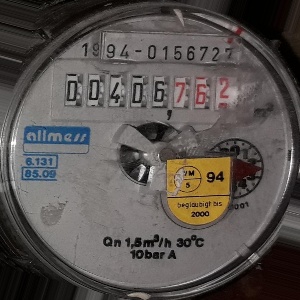 1994-0156727
00406,762
allmess
6.131
85.09
VM
5
94
beglaubigt bis
2000
001
Qn 1,5m³/h 30°C
10bar A